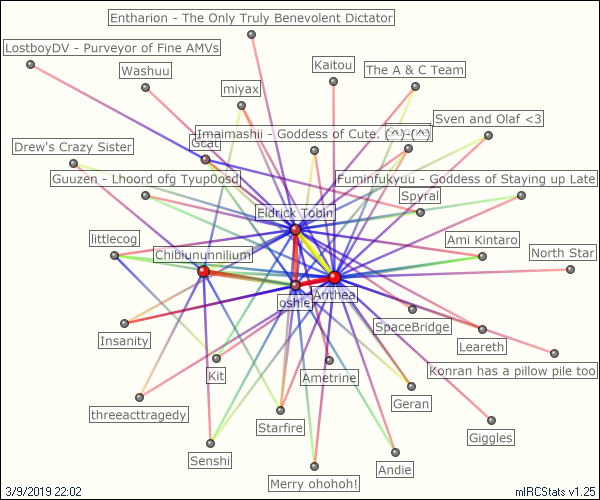 Entharion - The Only Truly Benevolent Dictator
LostboyDV - Purveyor of Fine AMVs
Kaitou
Washuu
The A & C Team
miyax
Sven and Olaf <3
Imaimashii - Goddess of Cute.
Gcat
Drew's Crazy Sister
Guuzen - Lhoord ofg Tyup0osd
Fuminfukyuu - Goddess of Staying up Late
Spyral
Eldrick Tobin
littlecog
Ami Kintaro
Chibiununnilium
North Star
Anthea
oshie
SpaceBridge
Insanity
Leareth
Konran has a pillow pile too
Kit
Ametrine
Geran
threeacttragedy
Starfire
Giggles
Senshi
Andie
Merry ohohoh!
3/9/2019 22:02
mIRCStats v1.25